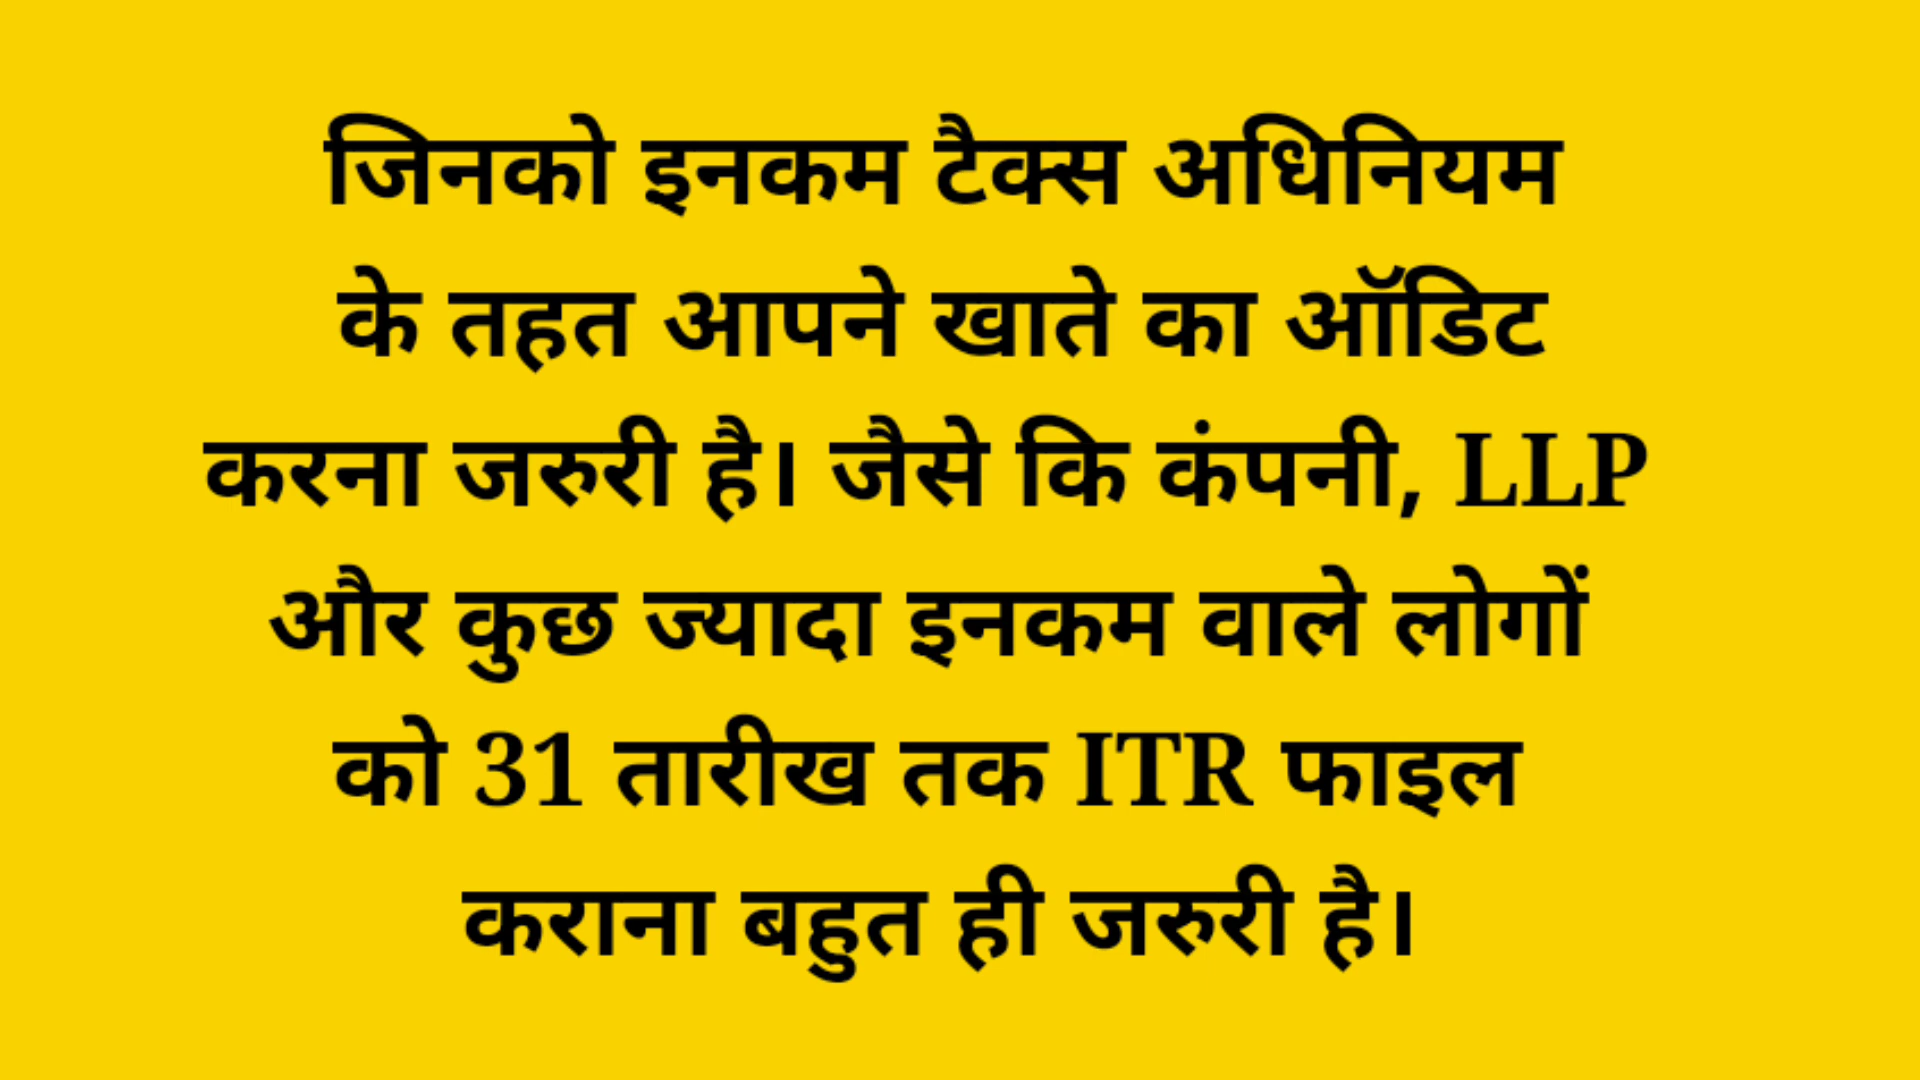 जिनको इनकम टैक्स अधिनियम
के तहत आपने खाते का ऑडिट
करना जरुरी है। जैसे कि कंपनी, LLP
और कुछ ज्यादा इनकम वाले लोगों
को 31 तारीख तक ITR फाइल
कराना बहुत ही जरुरी है।